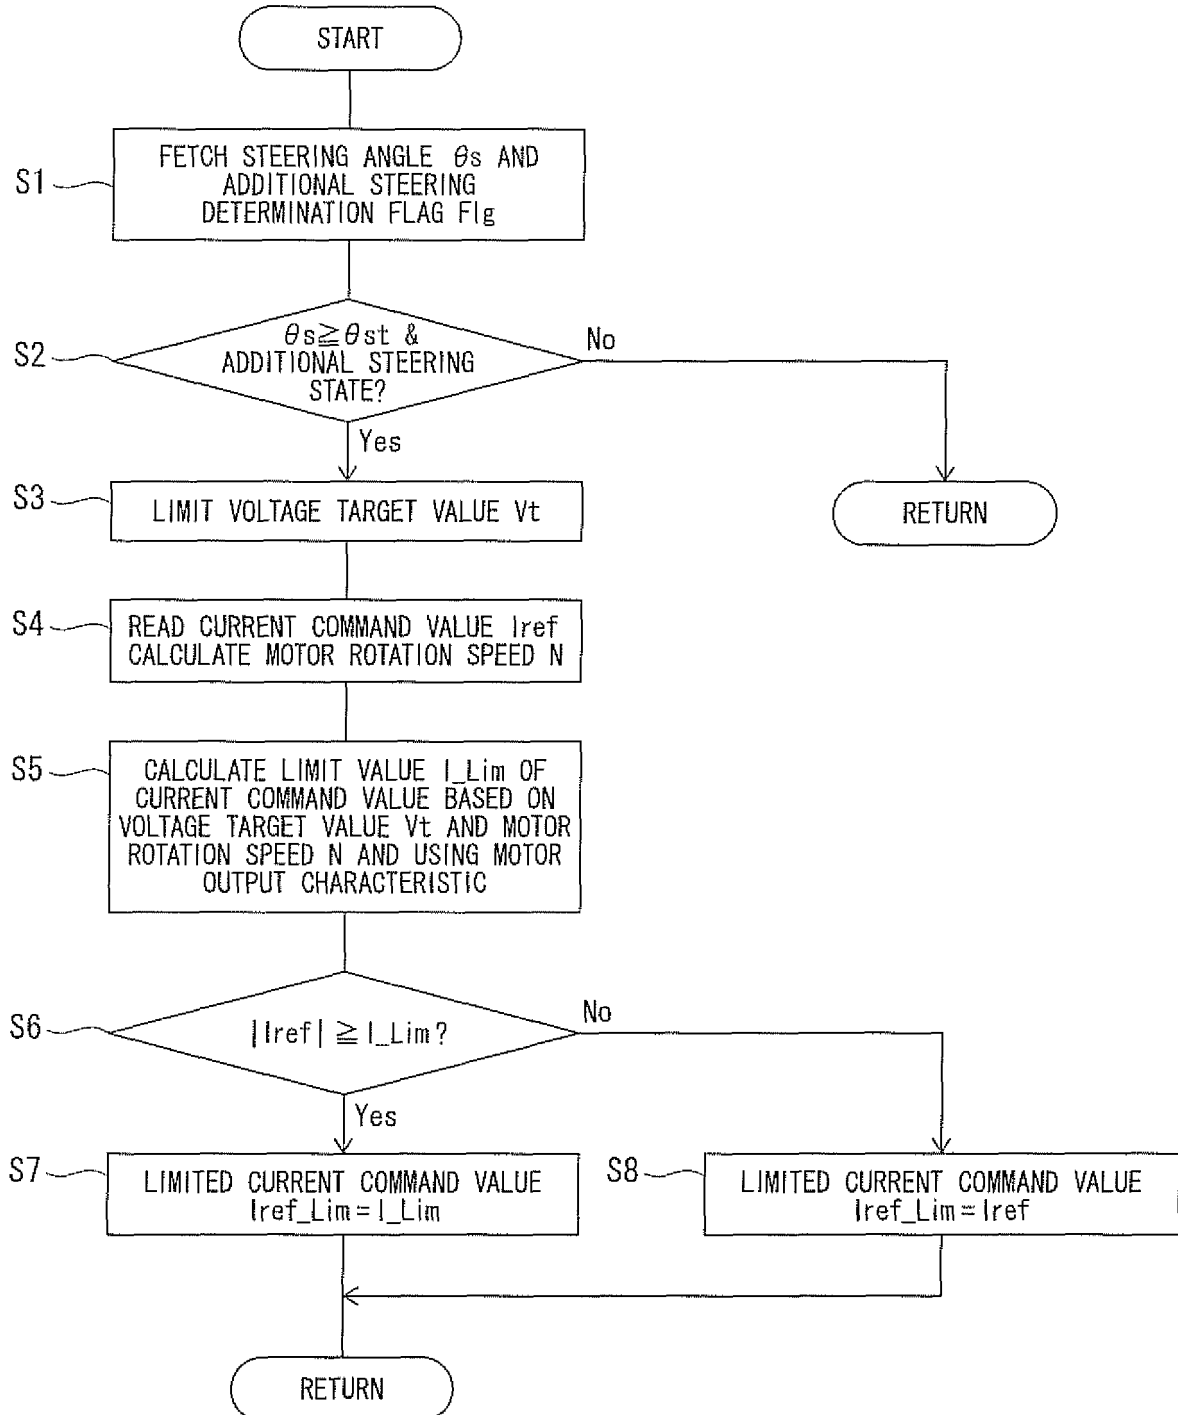 START
S1
FETCH STEERING ANGLE θs AND
ADDITIONAL STEERING
DETERMINATION FLAG Flg
S2
θs≧θst &
ADDITIONAL STEERING
STATE?
No
Yes
S3
LIMIT VOLTAGE TARGET VALUE Vt
RETURN
S4
READ CURRENT COMMAND VALUE Iref
CALCULATE MOTOR ROTATION SPEED N
S5
CALCULATE LIMIT VALUE I_Lim OF
CURRENT COMMAND VALUE BASED ON
VOLTAGE TARGET VALUE Vt AND MOTOR
ROTATION SPEED N AND USING MOTOR
OUTPUT CHARACTERISTIC
S6
|Iref| ≧ I_Lim?
No
Yes
S7
LIMITED CURRENT COMMAND VALUE
Iref_Lim=I_Lim
S8
LIMITED CURRENT COMMAND VALUE
Iref_Lim=Iref
RETURN